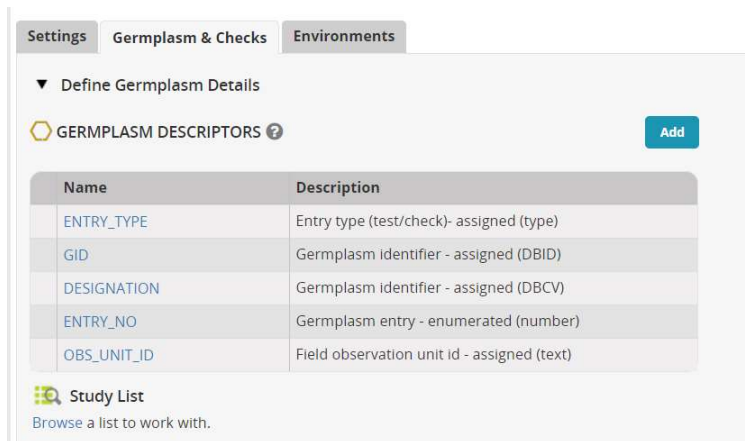 Settings Germplasm & Checks Environments
▼ Define Germplasm Details
GERMPLASM DESCRIPTORS ? Add
Name Description
ENTRY_TYPE Entry type (test/check)- assigned (type)
GID Germplasm identifier - assigned (DBID)
DESIGNATION Germplasm identifier - assigned (DBCV)
ENTRY_NO Germplasm entry - enumerated (number)
OBS_UNIT_ID Field observation unit id - assigned (text)
Study List
Browse a list to work with.